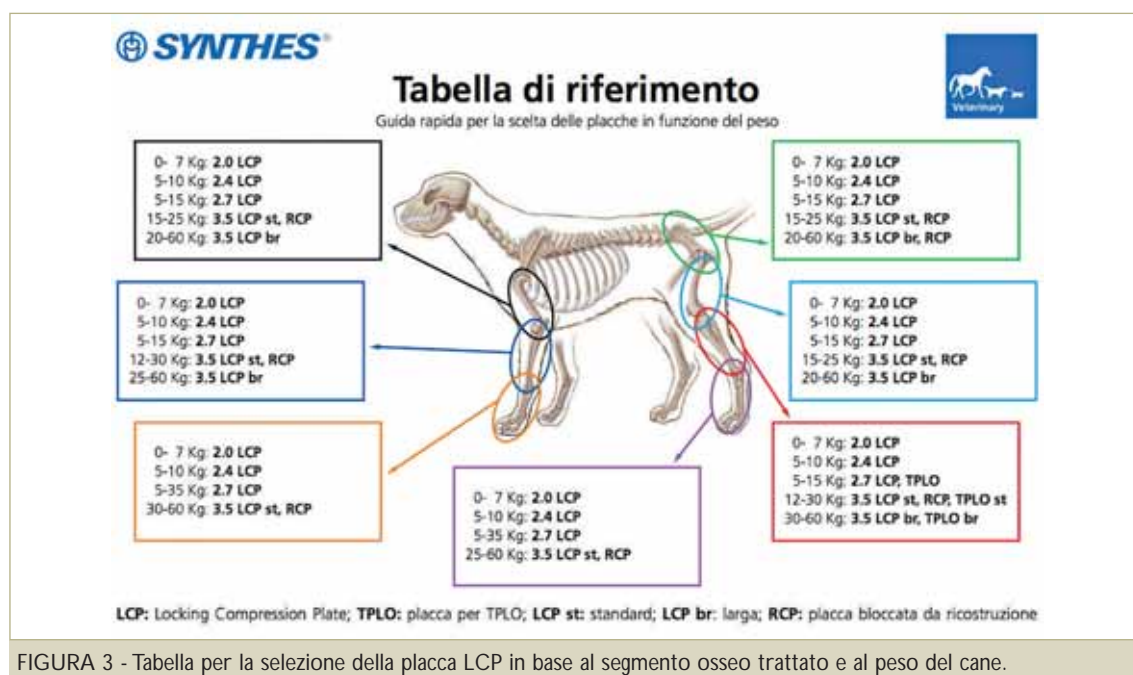 SYNTHES®
Veterinary
Tabella di riferimento
Guida rapida per la scelta delle placche in funzione del peso
0- 7 Kg: 2.0 LCP
5-10 Kg: 2.4 LCP
5-15 Kg: 2.7 LCP
15-25 Kg: 3.5 LCP st, RCP
20-60 Kg: 3.5 LCP br
0- 7 Kg: 2.0 LCP
5-10 Kg: 2.4 LCP
5-15 Kg: 2.7 LCP
15-25 Kg: 3.5 LCP st, RCP
20-60 Kg: 3.5 LCP br, RCP
0- 7 Kg: 2.0 LCP
5-10 Kg: 2.4 LCP
5-15 Kg: 2.7 LCP
12-30 Kg: 3.5 LCP st, RCP
25-60 Kg: 3.5 LCP br
0- 7 Kg: 2.0 LCP
5-10 Kg: 2.4 LCP
5-15 Kg: 2.7 LCP
15-25 Kg: 3.5 LCP st, RCP
20-60 Kg: 3.5 LCP br
0- 7 Kg: 2.0 LCP
5-10 Kg: 2.4 LCP
5-35 Kg: 2.7 LCP
30-60 Kg: 3.5 LCP st, RCP
0- 7 Kg: 2.0 LCP
5-10 Kg: 2.4 LCP
5-35 Kg: 2.7 LCP
25-60 Kg: 3.5 LCP st, RCP
0- 7 Kg: 2.0 LCP
5-10 Kg: 2.4 LCP
5-15 Kg: 2.7 LCP, TPLO
12-30 Kg: 3.5 LCP st, RCP, TPLO st
30-60 Kg: 3.5 LCP br, TPLO br
LCP: Locking Compression Plate; TPLO: placca per TPLO; LCP st: standard; LCP br: larga; RCP: placca bloccata da ricostruzione
FIGURA 3 - Tabella per la selezione della placca LCP in base al segmento osseo trattato e al peso del cane.